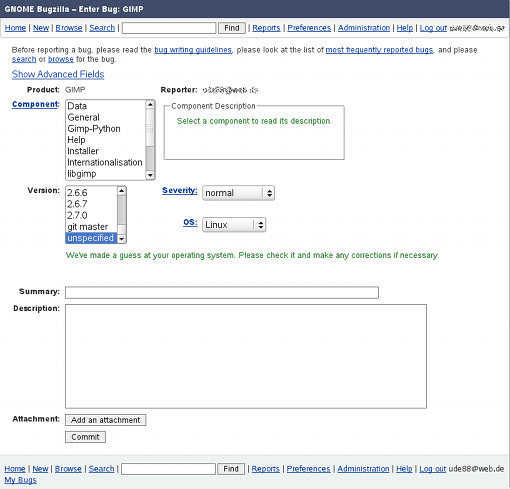 GNOME Bugzilla – Enter Bug: GIMP
Home | New | Browse | Search | Find | Reports | Preferences | Administration | Help | Log out
Before reporting a bug, please read the bug writing guidelines, please look at the list of most frequently reported bugs, and please
search or browse for the bug.
Show Advanced Fields
Product: GIMP Reporter:
Component:
Data
General
Gimp-Python
Help
Installer
Internationalisation
libgimp
Component Description
Select a component to read its description.
Version:
2.6.6
2.6.7
2.7.0
git master
unspecified
Severity: normal
OS: Linux
We've made a guess at your operating system. Please check it and make any corrections if necessary.
Summary:
Description:
Attachment: Add an attachment
Commit
Home | New | Browse | Search | Find | Reports | Preferences | Administration | Help | Log out ude88@web.de
My Bugs